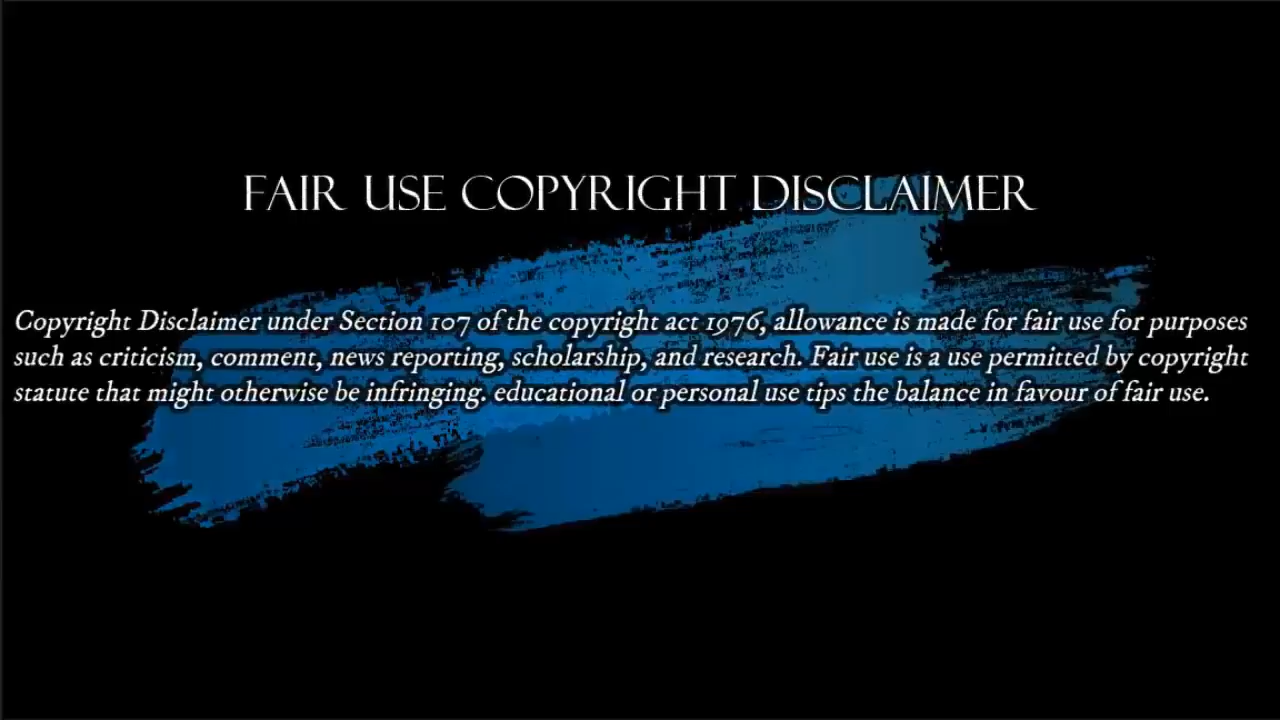 FAIR USE COPYRIGHT DISCLAIMER
Copyright Disclaimer under Section 107 of the copyright act 1976, allowance is made for fair use for purposes
such as criticism, comment, news reporting, scholarship, and research. Fair use is a use permitted by copyright
statute that might otherwise be infringing. educational or personal use tips the balance in favour of fair use.